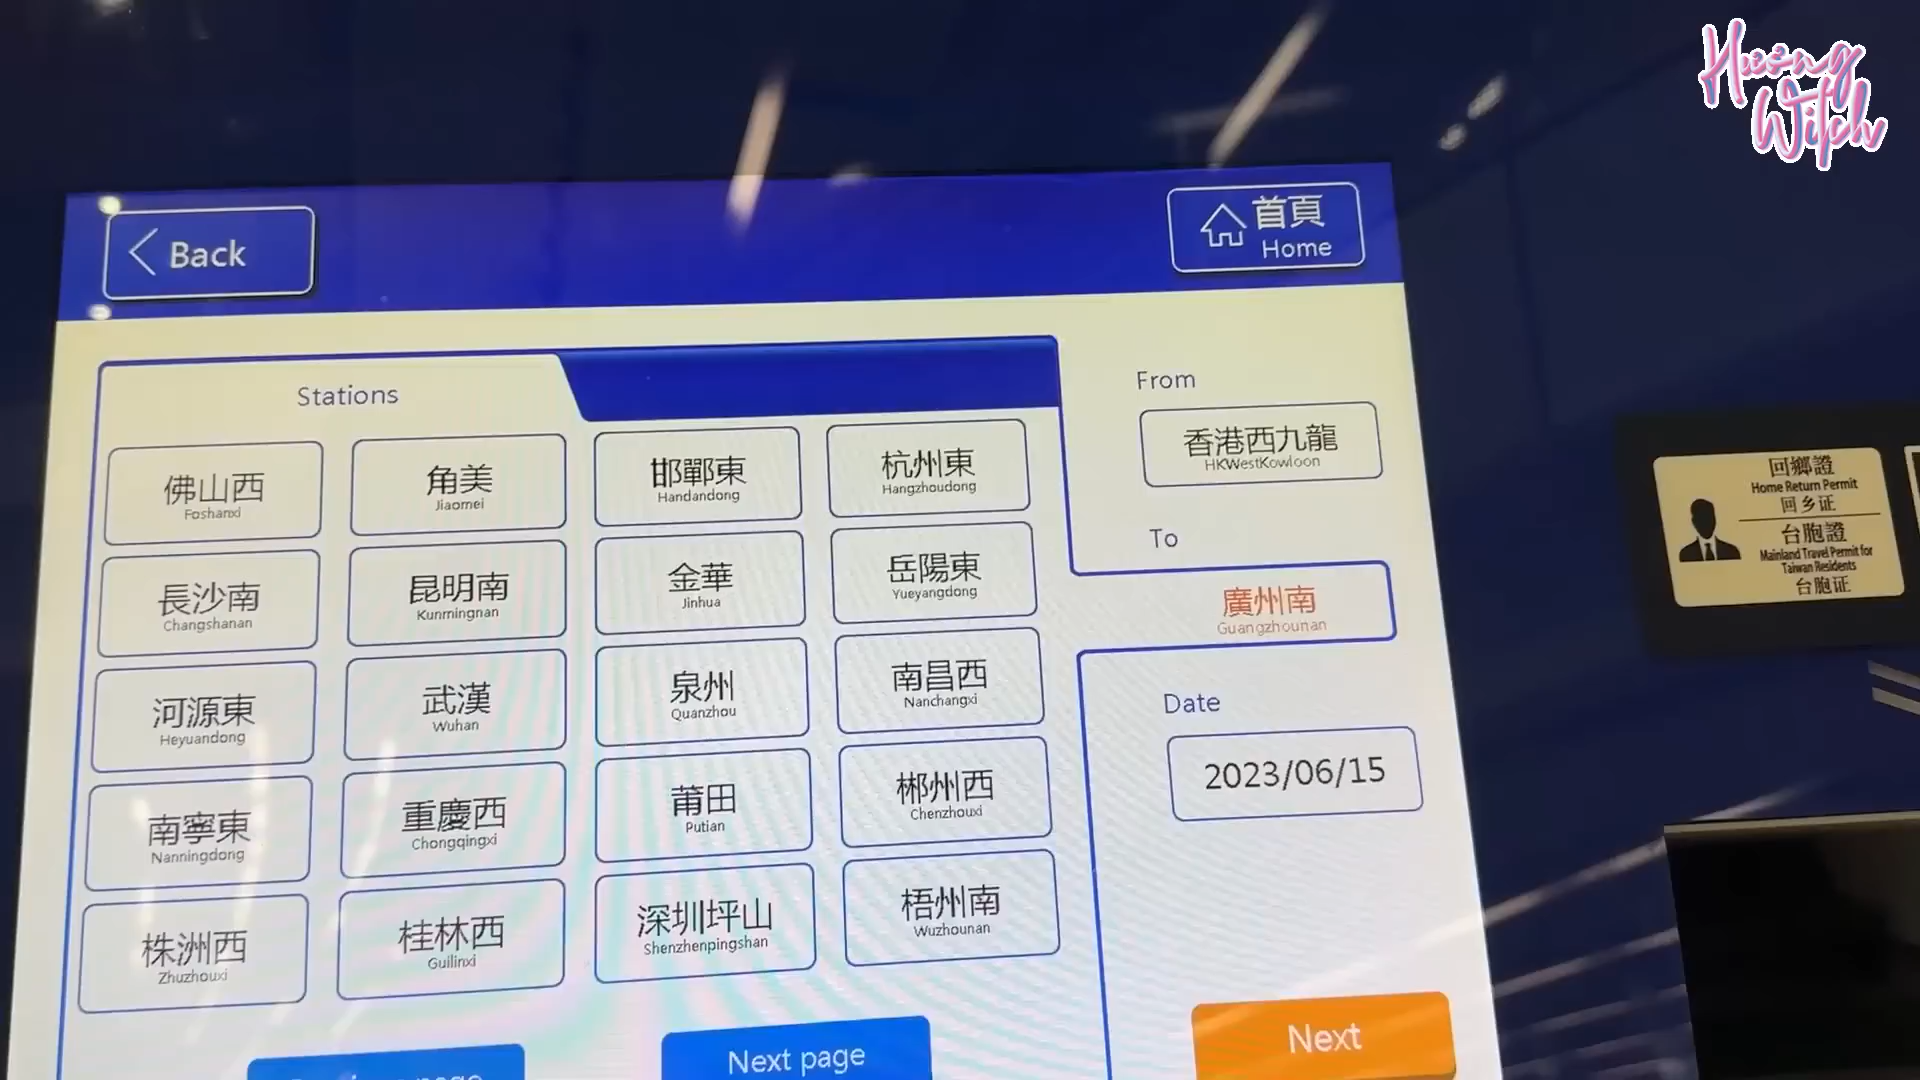 Hương
Witch
Back
首頁
Home
Stations
From
香港西九龍
HKWestKowloon
To
廣州南
Guangzhounan
Date
2023/06/15
Next
佛山西
Foshanxi
角美
Jiaomei
邯鄲東
Handandong
杭州東
Hangzhoudong
長沙南
Changshanan
昆明南
Kunmingnan
金華
Jinhua
岳陽東
Yueyangdong
河源東
Heyuandong
武漢
Wuhan
泉州
Quanzhou
南昌西
Nanchangxi
南寧東
Nanningdong
重慶西
Chongqingxi
莆田
Putian
郴州西
Chenzhouxi
株洲西
Zhuzhouxi
桂林西
Guilinxi
深圳坪山
Shenzhenpingshan
梧州南
Wuzhounan
Next page
回鄉證
Home Return Permit
回乡证
台胞證
Mainland Travel Permit for
Taiwan Residents
台胞证